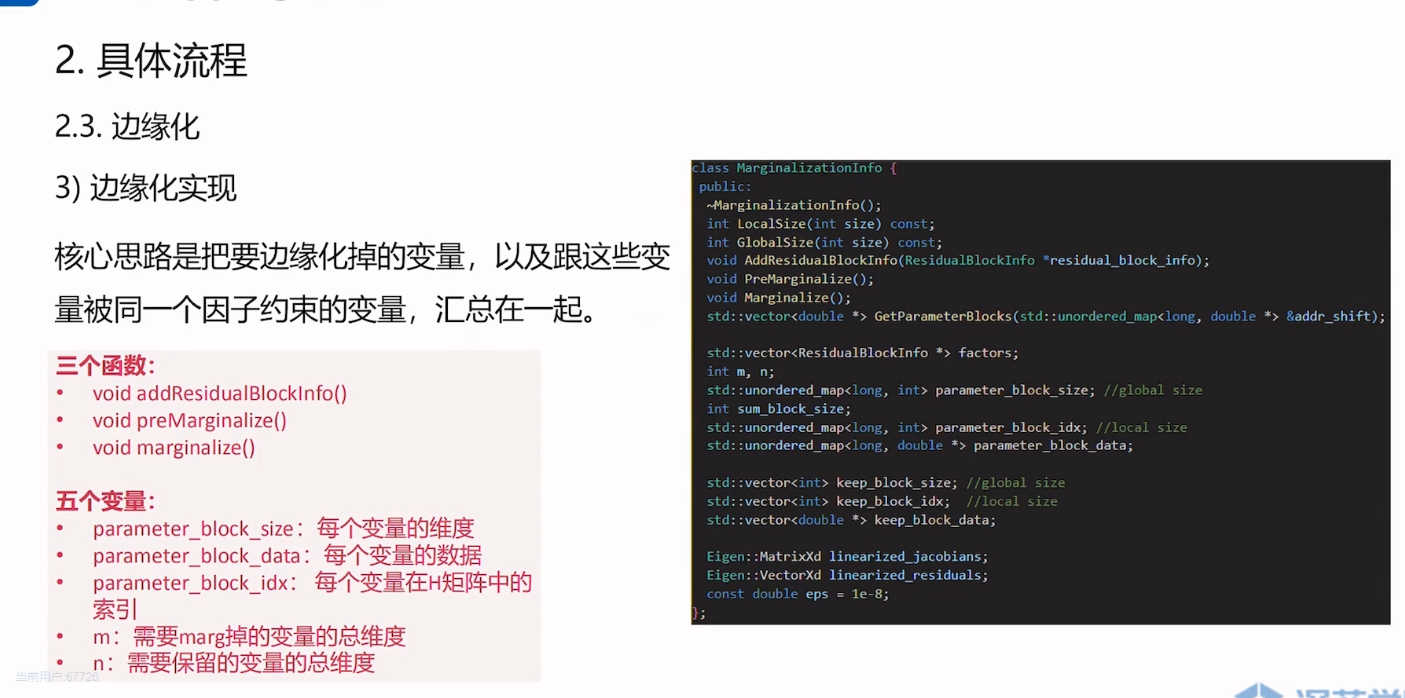 2. 具体流程
2.3. 边缘化
3) 边缘化实现
核心思路是把要边缘化掉的变量，以及跟这些变
量被同一个因子约束的变量，汇总在一起。
三个函数：
• void addResidualBlockInfo()
• void preMarginalize()
• void marginalize()
五个变量：
• parameter_block_size：每个变量的维度
• parameter_block_data：每个变量的数据
• parameter_block_idx： 每个变量在H矩阵中的
索引
• m：需要marg掉的变量的总维度
• n：需要保留的变量的总维度
当前用户:67726
class MarginalizationInfo {
public:
~MarginalizationInfo();
int LocalSize(int size) const;
int GlobalSize(int size) const;
void AddResidualBlockInfo(ResidualBlockInfo *residual_block_info);
void PreMarginalize();
void Marginalize();
std::vector<double *> GetParameterBlocks(std::unordered_map<long, double *> &addr_shift);
std::vector<ResidualBlockInfo *> factors;
int m, n;
std::unordered_map<long, int> parameter_block_size; //global size
int sum_block_size;
std::unordered_map<long, int> parameter_block_idx; //local size
std::unordered_map<long, double *> parameter_block_data;
std::vector<int> keep_block_size; //global size
std::vector<int> keep_block_idx;  //local size
std::vector<double *> keep_block_data;
Eigen::MatrixXd linearized_jacobians;
Eigen::VectorXd linearized_residuals;
const double eps = 1e-8;
};